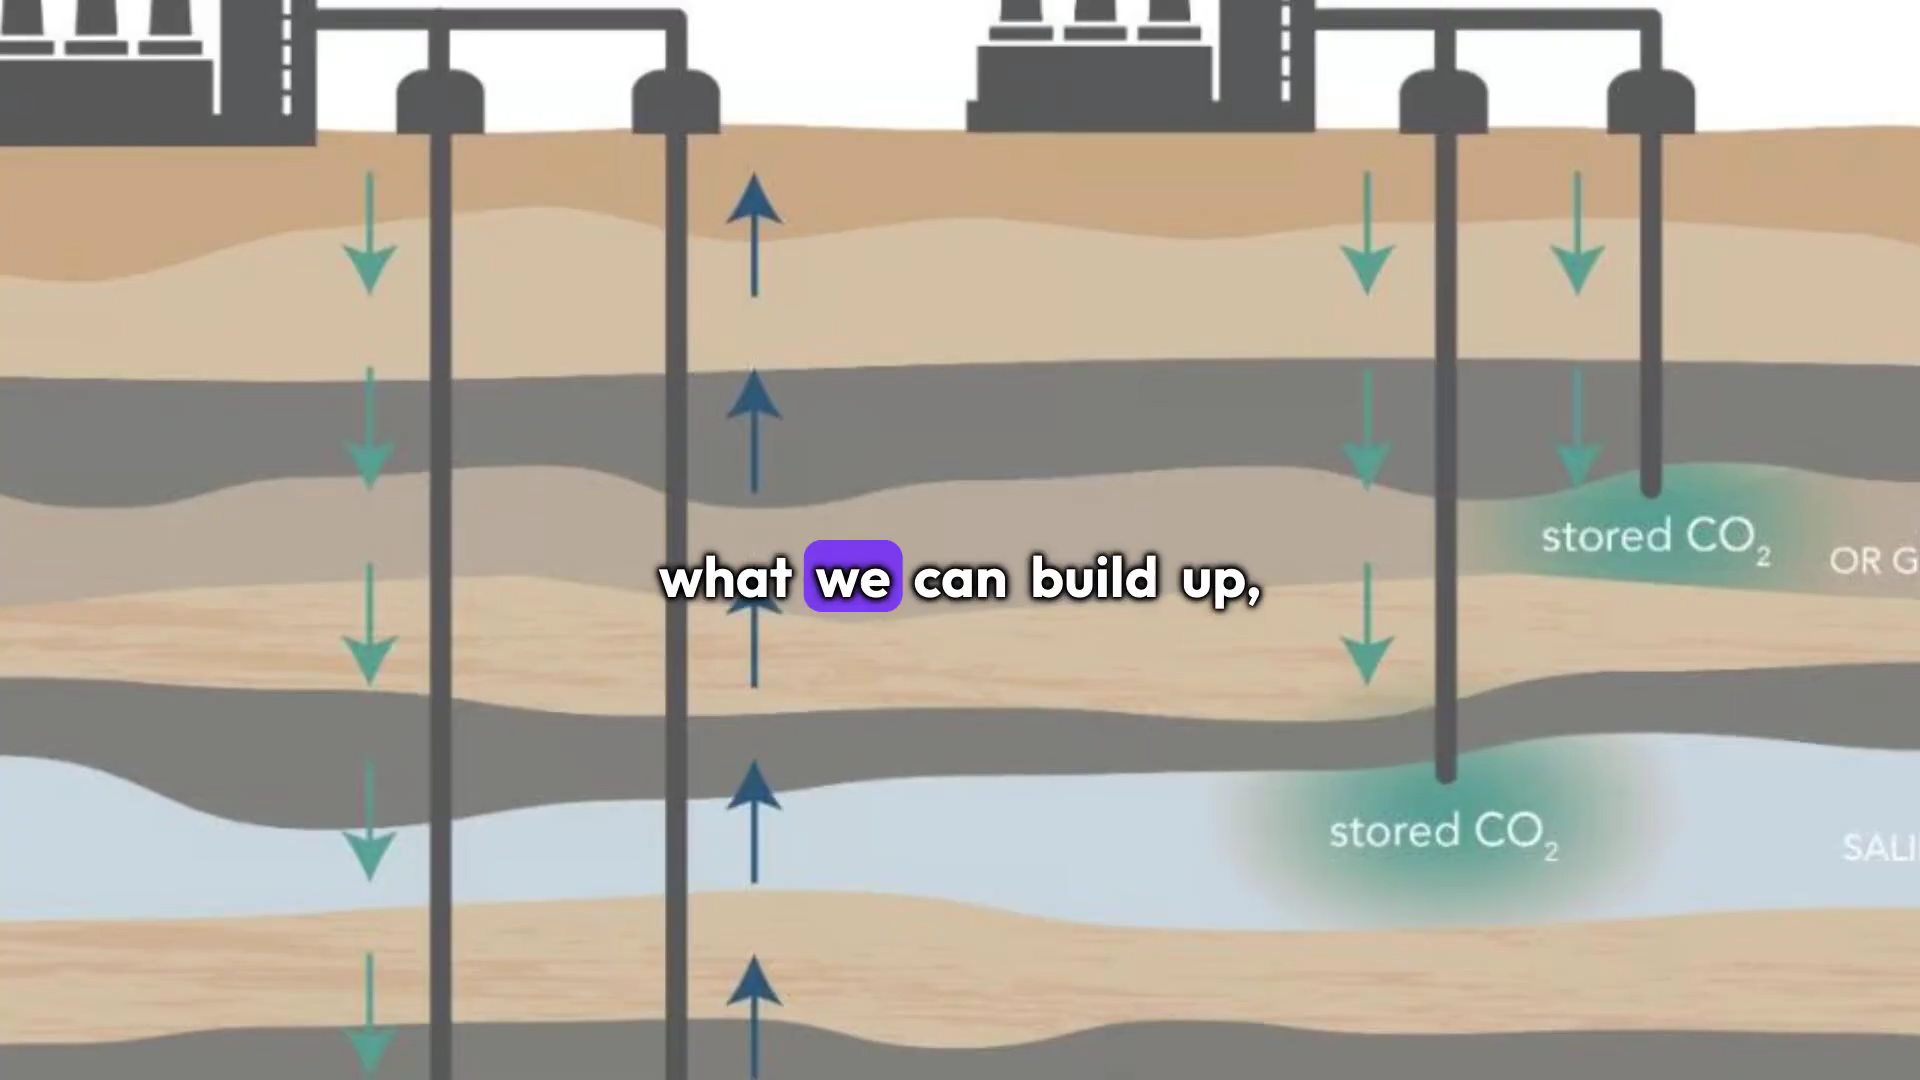 stored CO₂
OR G
what we can build up,
stored CO₂
SALI